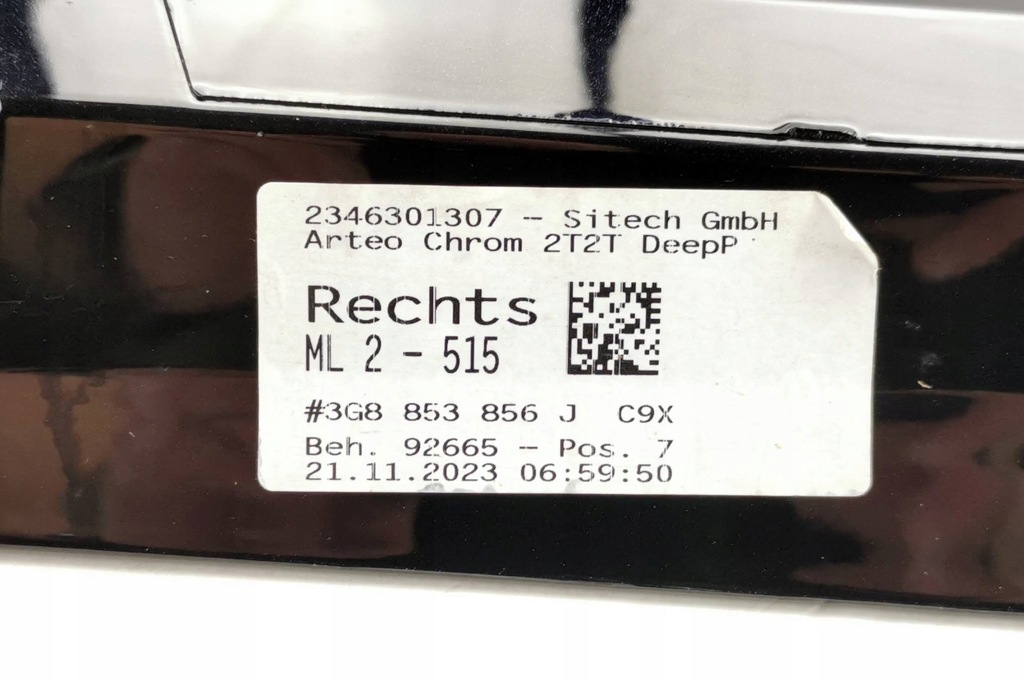 2346301307 - Sitech GmbH
Arteo Chrom 2T2T DeepP
Rechts
ML 2 - 515
#3G8 853 856 J C9X
Beh. 92665 - Pos. 7
21.11.2023 06:59:50